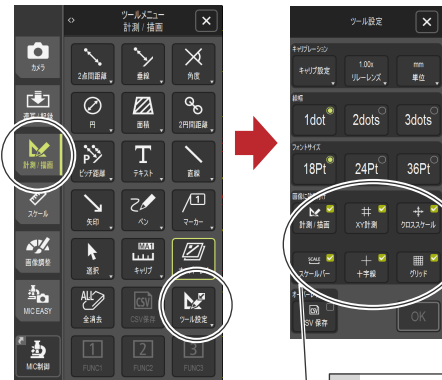 ツールメニュー
計測 / 描画
カメラ
2点間距離
垂線
角度
円
面積
2円間距離
計測 / 描画
ピッチ距離
テキスト
直線
スケール
矢印
ペン
マーカー
画像調整
選択
キャリブ
MIC EASY
全消去
CSV保存
ツール設定
MIC制御
FUNC1
FUNC2
FUNC3
ツール設定
キャリブレーション
キャリブ設定
1.00x
リレーレンズ
mm
単位
線幅
1dot
2dots
3dots
フォントサイズ
18Pt
24Pt
36Pt
計測 / 描画
XY計測
クロススケール
スケールバー
十字線
グリッド
SV 保存
OK